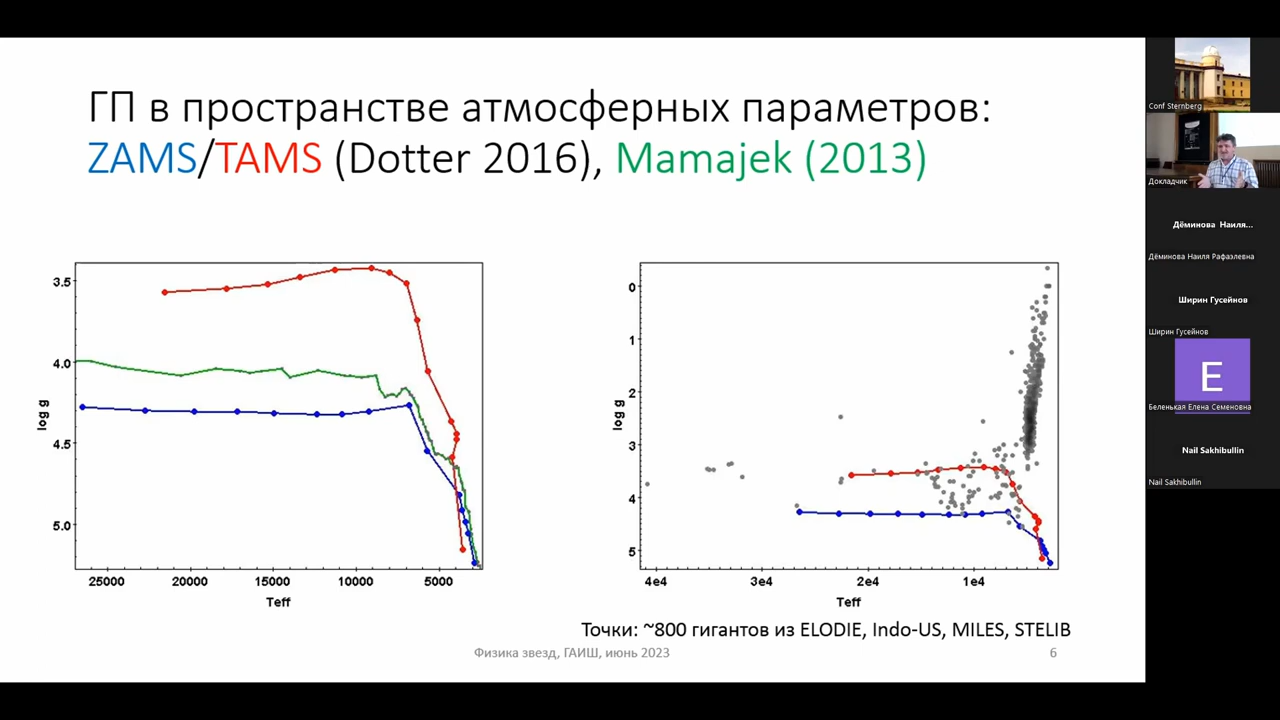 ГП в пространстве атмосферных параметров:
ZAMS/TAMS (Dotter 2016), Mamajek (2013)
3.5
4.0
4.5
5.0
log g
25000 20000 15000 10000 5000
Teff
0
1
2
3
4
5
log g
4e4 3e4 2e4 1e4
Teff
Точки: ~800 гигантов из ELODIE, Indo-US, MILES, STELIB
Физика звезд, ГАИШ, июнь 2023
6
Conf Sternberg
Докладчик
Дёминова Наиля...
Дёминова Наиля Рафаэлевна
Ширин Гусейнов
Ширин Гусейнов
E
Беленькая Елена Семеновна
Nail Sakhibullin
Nail Sakhibullin